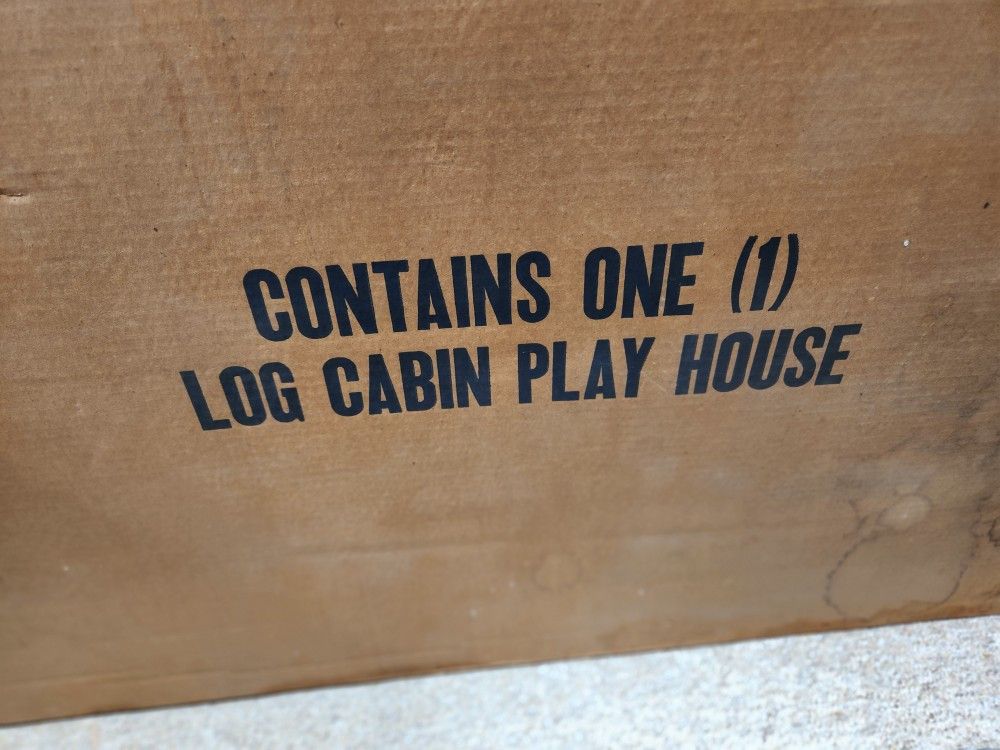 CONTAINS ONE (1)
LOG CABIN PLAY HOUSE